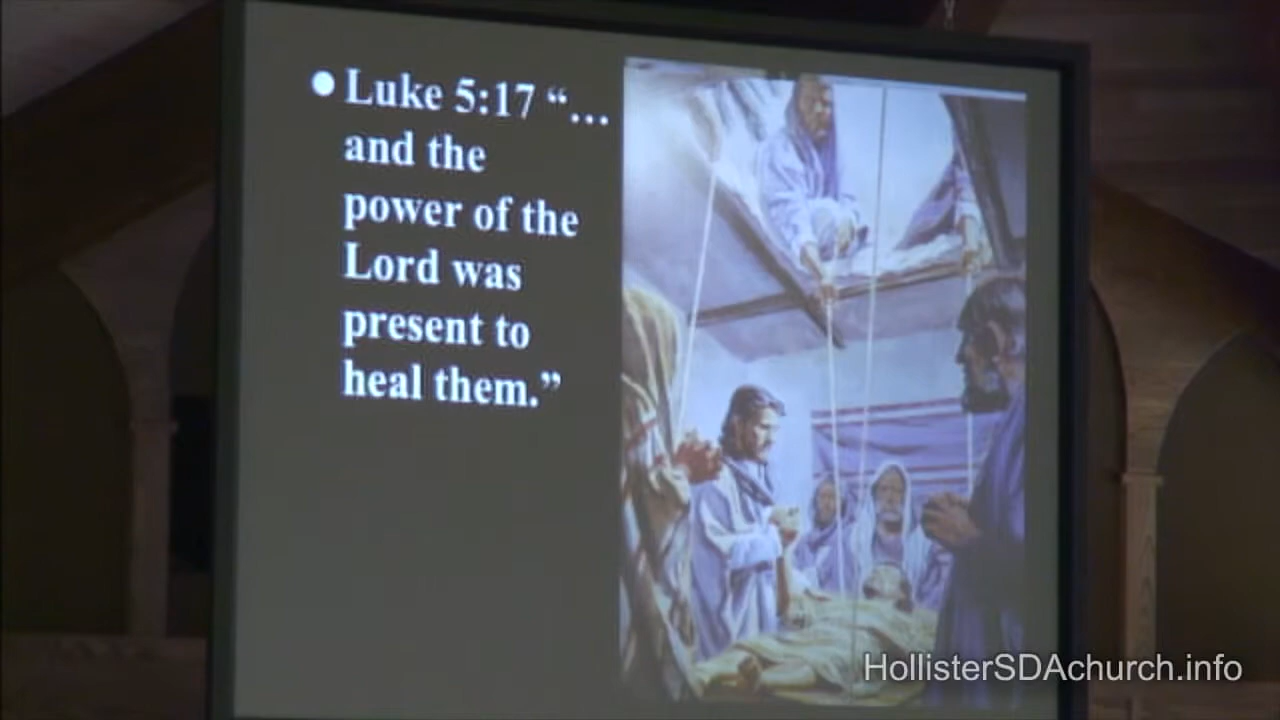 ● Luke 5:17 “…
and the
power of the
Lord was
present to
heal them.”
HollisterSDAchurch.info